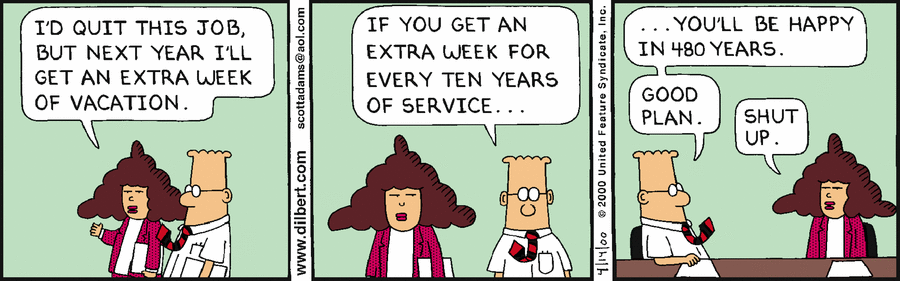 I'D QUIT THIS JOB,
BUT NEXT YEAR I'LL
GET AN EXTRA WEEK
OF VACATION.
www.dilbert.com
scottadams@aol.com
IF YOU GET AN
EXTRA WEEK FOR
EVERY TEN YEARS
OF SERVICE...
4/14/00
© 2000 United Feature Syndicate, Inc.
...YOU'LL BE HAPPY
IN 480 YEARS.
GOOD
PLAN.
SHUT
UP.